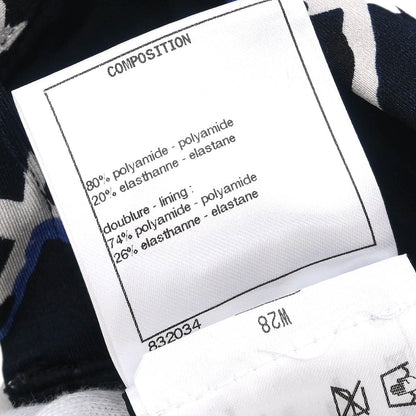 COMPOSITION
80% polyamide - polyamide
20% elasthanne - elastane
doublure - lining :
74% polyamide - polyamide
26% elasthanne - elastane
832034
W28